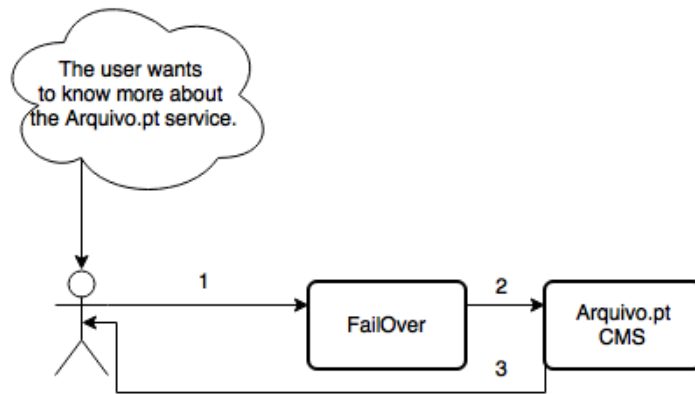 The user wants
to know more about
the Arquivo.pt service.
1
2
FailOver
Arquivo.pt
CMS
3